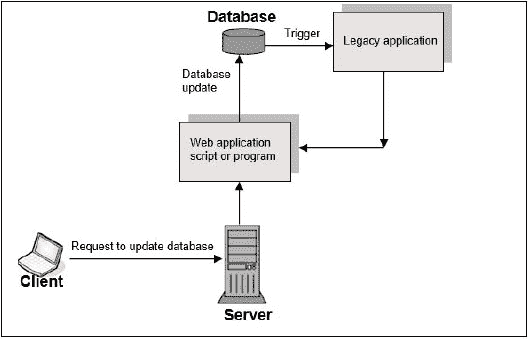 Database
Trigger
Legacy application
Database
update
Web application
script or program
Request to update database
Client
Server